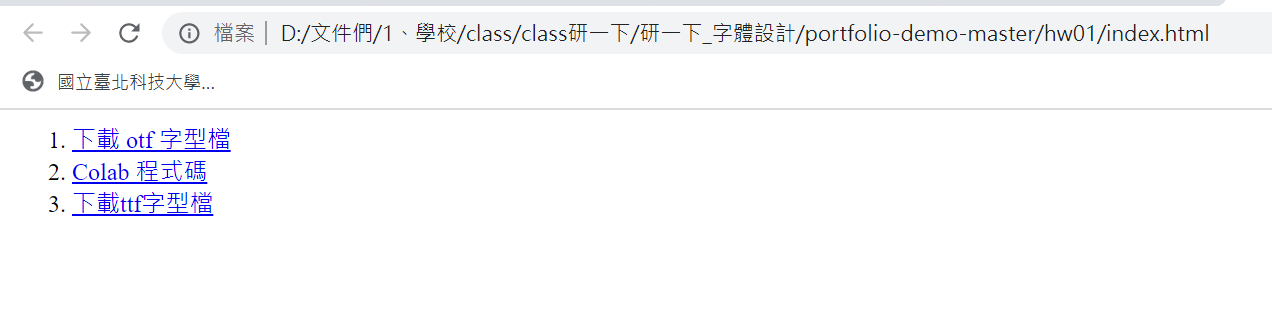 檔案 | D:/文件們/1、學校/class/class研一下/研一下_字體設計/portfolio-demo-master/hw01/index.html
國立臺北科技大學...
1. 下載 otf 字型檔
2. Colab 程式碼
3. 下載ttf字型檔